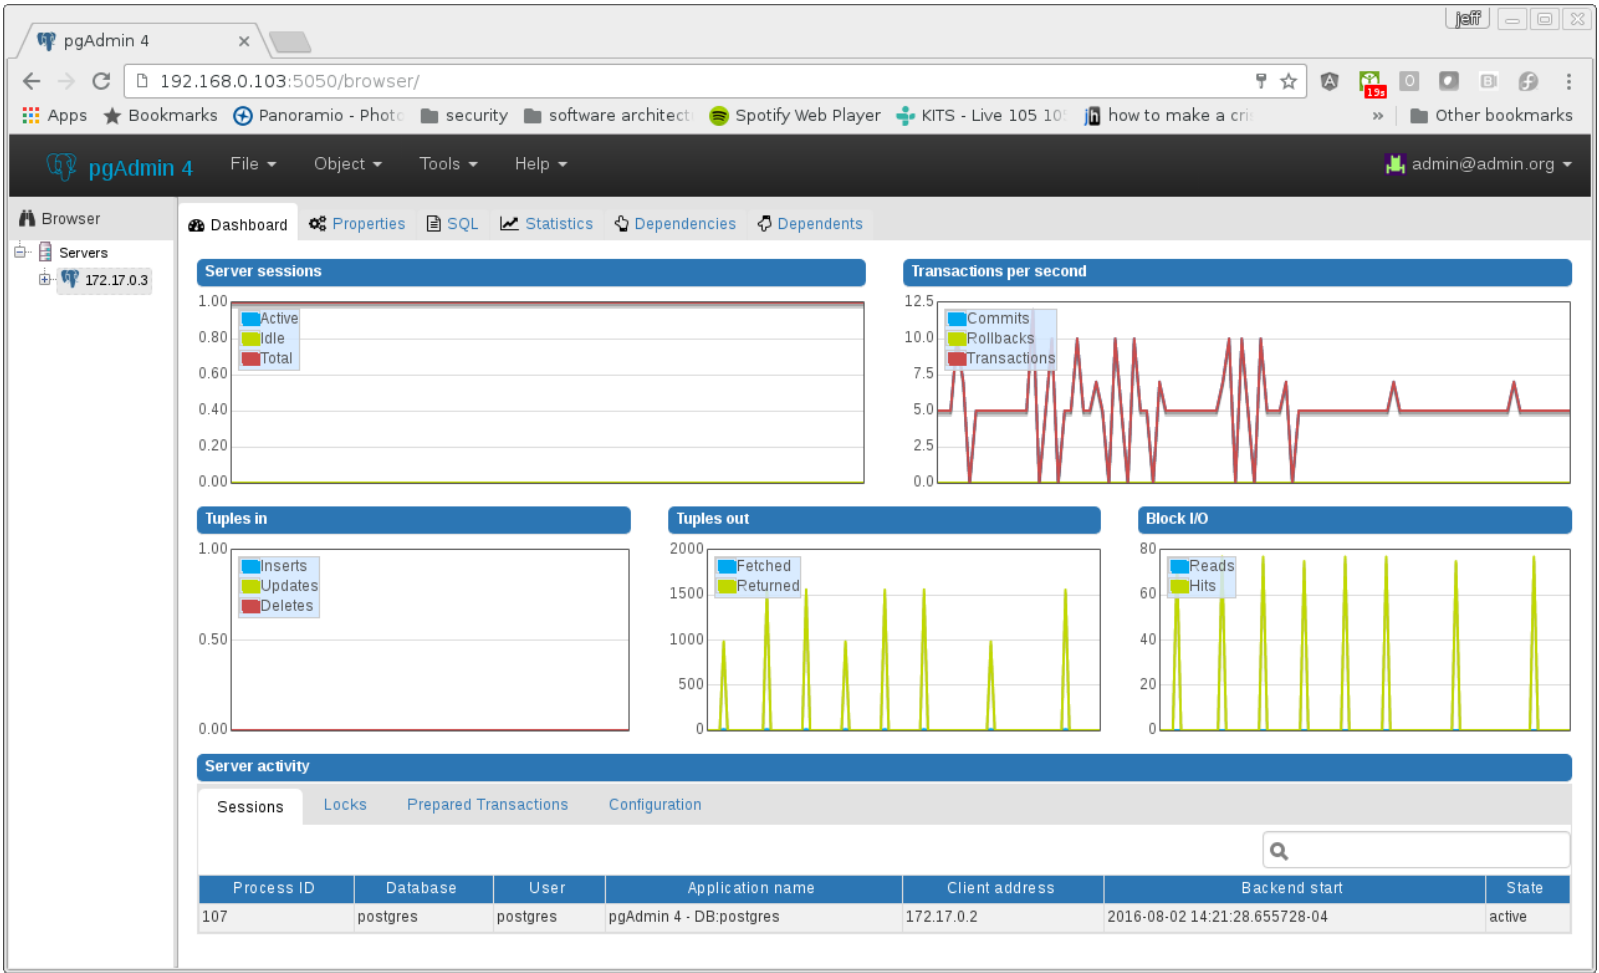 jeff
pgAdmin 4
192.168.0.103:5050/browser/
19s
Apps Bookmarks Panoramio - Photo security software architect Spotify Web Player KITS - Live 105 10 how to make a cri » Other bookmarks
pgAdmin 4 File Object Tools Help admin@admin.org
Browser
Dashboard Properties SQL Statistics Dependencies Dependents
Servers
172.17.0.3
Server sessions
1.00
0.80
0.60
0.40
0.20
0.00
Active
Idle
Total
Transactions per second
12.5
10.0
7.5
5.0
2.5
0.0
Commits
Rollbacks
Transactions
Tuples in
1.00
0.50
0.00
Inserts
Updates
Deletes
Tuples out
2000
1500
1000
500
0
Fetched
Returned
Block I/O
80
60
40
20
0
Reads
Hits
Server activity
Sessions Locks Prepared Transactions Configuration
Process ID Database User Application name Client address Backend start State
107 postgres postgres pgAdmin 4 - DB:postgres 172.17.0.2 2016-08-02 14:21:28.655728-04 active